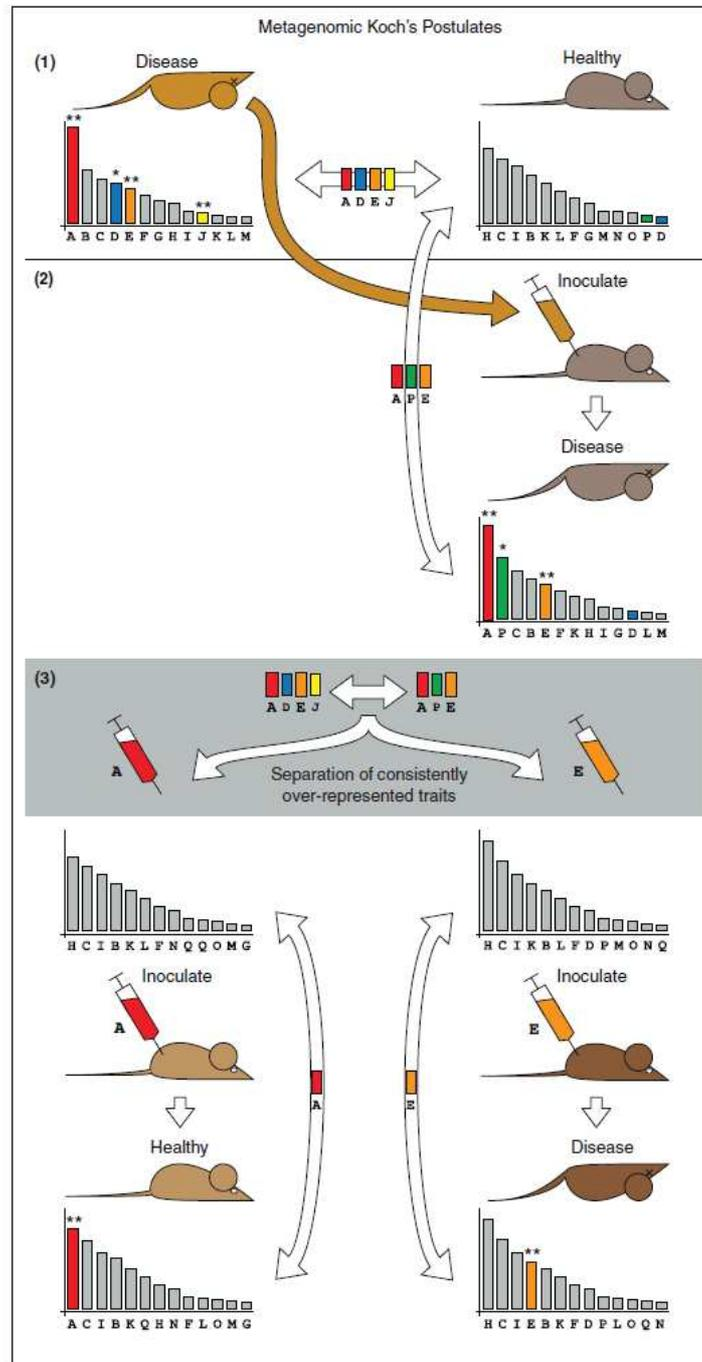 Metagenomic Koch's Postulates
(1)
Disease
Healthy
**
* **
**
A B C D E F G H I J K L M
A D E J
H C I B K L F G M N O P D
(2)
Inoculate
A P E
Disease
**
*
**
A P C B E F K H I G D L M
(3)
A D E J
A P E
A
E
Separation of consistently
over-represented traits
H C I B K L F N Q Q O M G
H C I K B L F D P M O N Q
Inoculate
Inoculate
A
E
A
E
Healthy
Disease
**
**
A C I B K Q H N F L O M G
H C I E B K F D P L O Q N